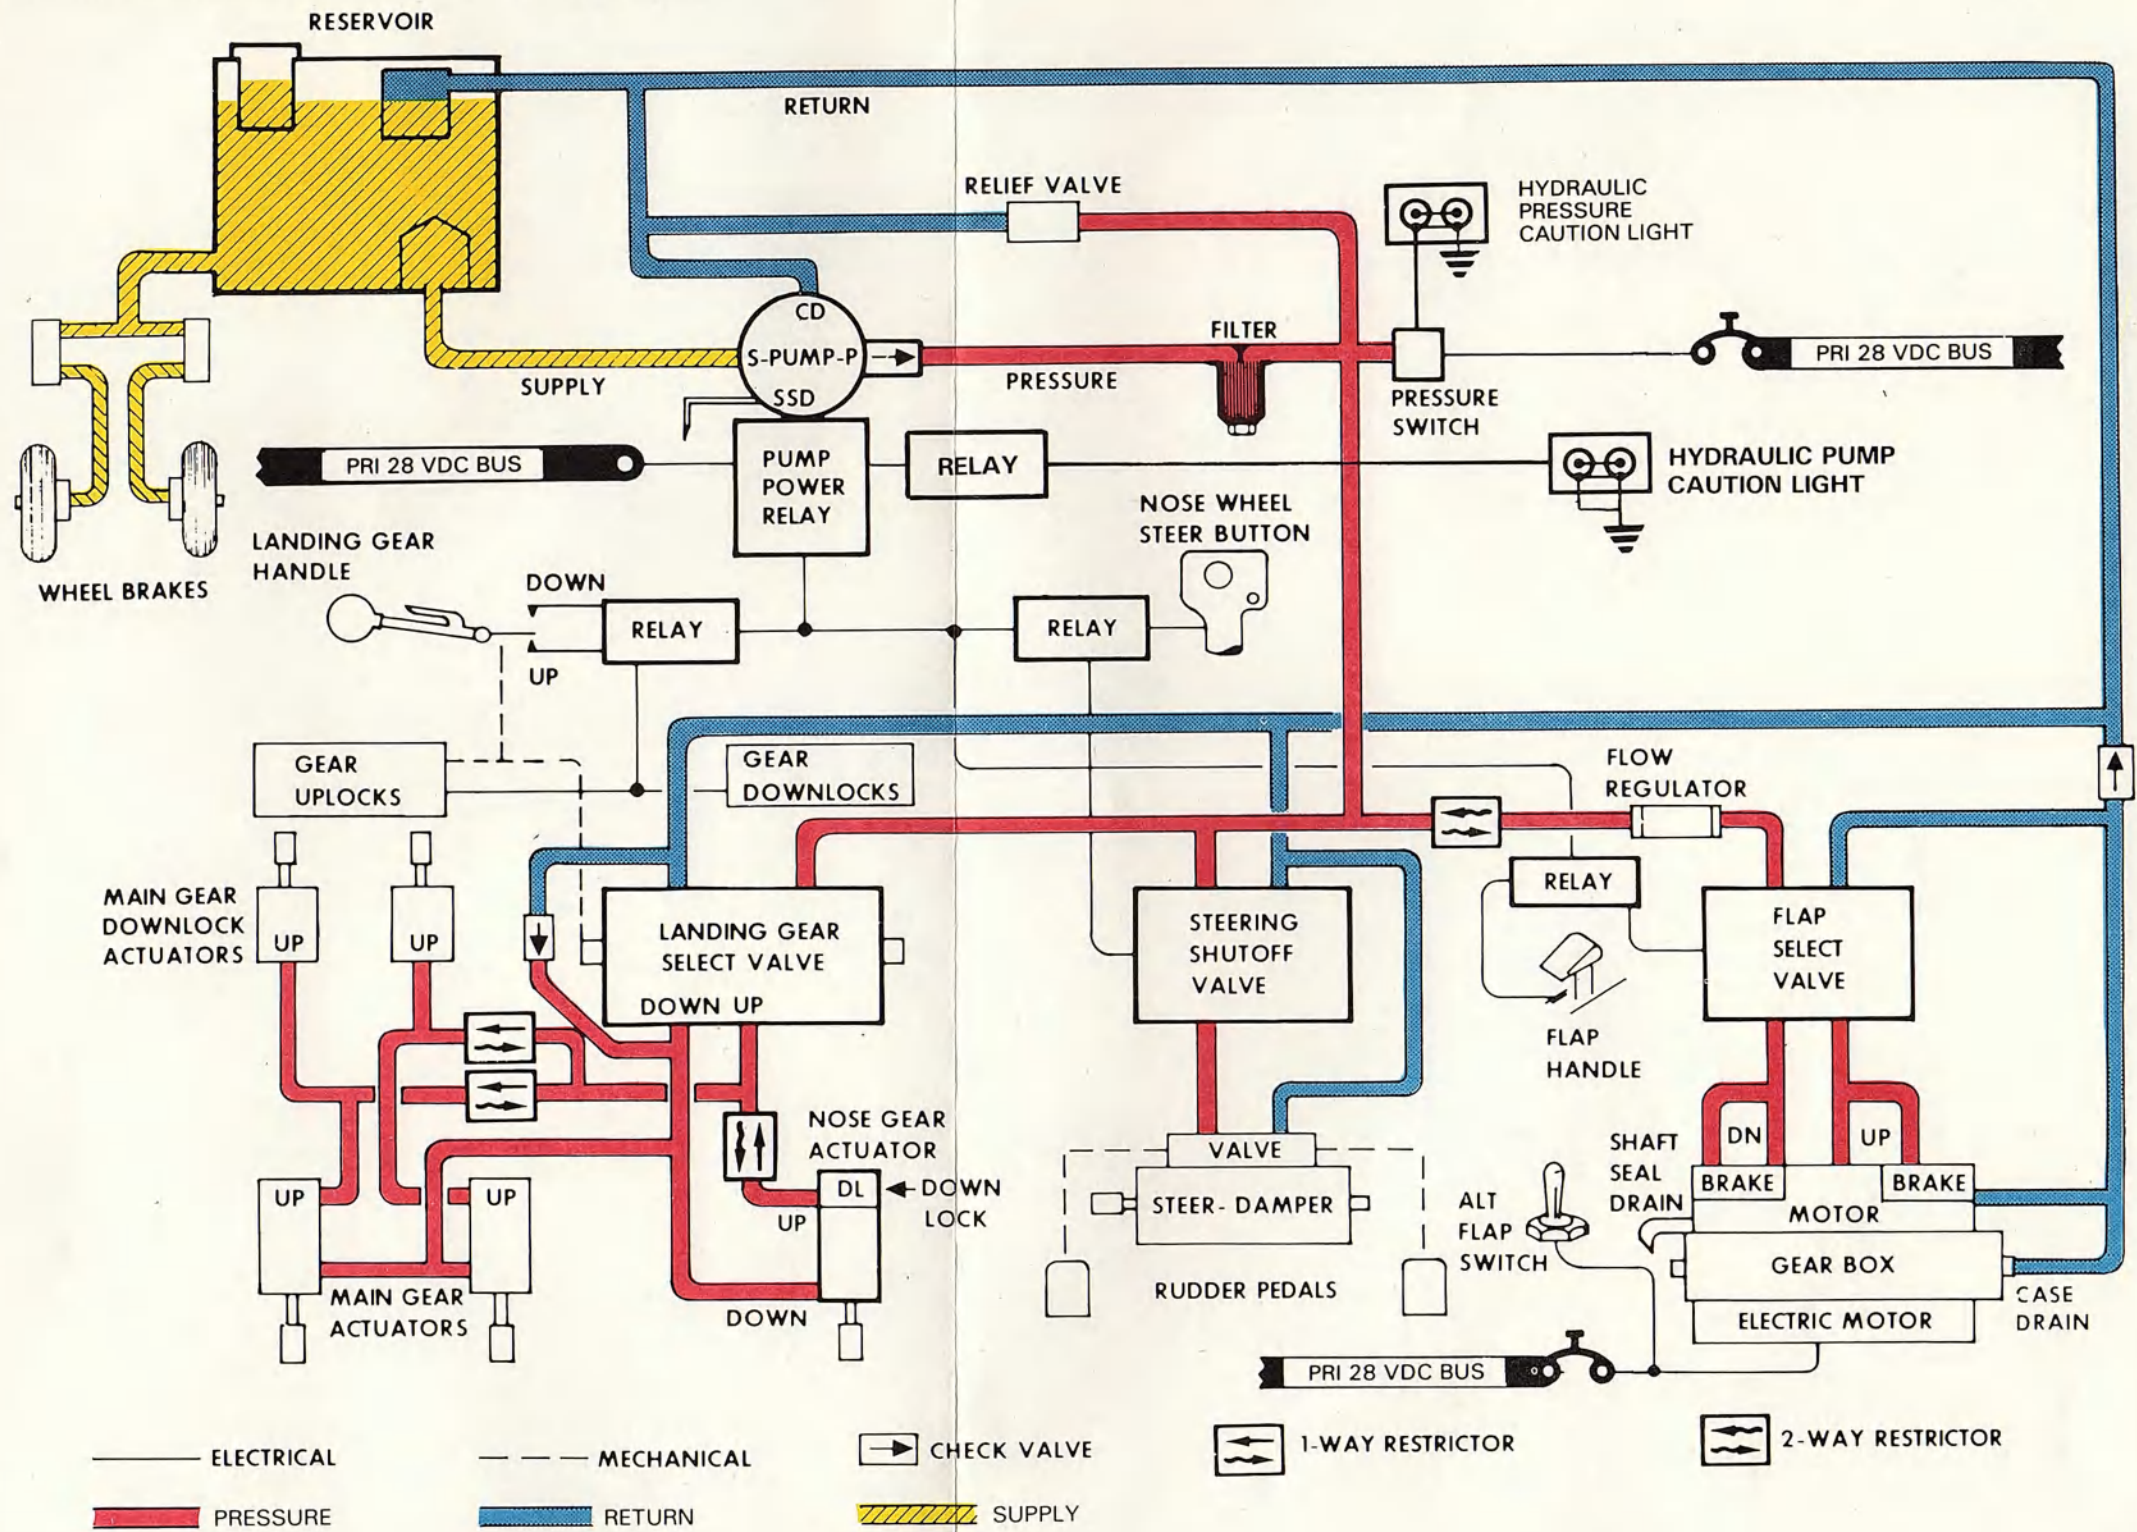 RESERVOIR
RETURN
RELIEF VALVE
HYDRAULIC
PRESSURE
CAUTION LIGHT
CD
S-PUMP-P
SSD
SUPPLY
PRESSURE
FILTER
PRESSURE
SWITCH
PRI 28 VDC BUS
PRI 28 VDC BUS
PUMP
POWER
RELAY
RELAY
HYDRAULIC PUMP
CAUTION LIGHT
NOSE WHEEL
STEER BUTTON
WHEEL BRAKES
LANDING GEAR
HANDLE
DOWN
UP
RELAY
RELAY
GEAR
UPLOCKS
GEAR
DOWNLOCKS
FLOW
REGULATOR
MAIN GEAR
DOWNLOCK
ACTUATORS
UP
UP
LANDING GEAR
SELECT VALVE
DOWN UP
STEERING
SHUTOFF
VALVE
RELAY
FLAP
HANDLE
FLAP
SELECT
VALVE
NOSE GEAR
ACTUATOR
DL
DOWN
LOCK
UP
DOWN
UP
UP
MAIN GEAR
ACTUATORS
VALVE
STEER-DAMPER
RUDDER PEDALS
ALT
FLAP
SWITCH
SHAFT
SEAL
DRAIN
DN
UP
BRAKE
BRAKE
MOTOR
GEAR BOX
ELECTRIC MOTOR
CASE
DRAIN
PRI 28 VDC BUS
ELECTRICAL
MECHANICAL
CHECK VALVE
1-WAY RESTRICTOR
2-WAY RESTRICTOR
PRESSURE
RETURN
SUPPLY